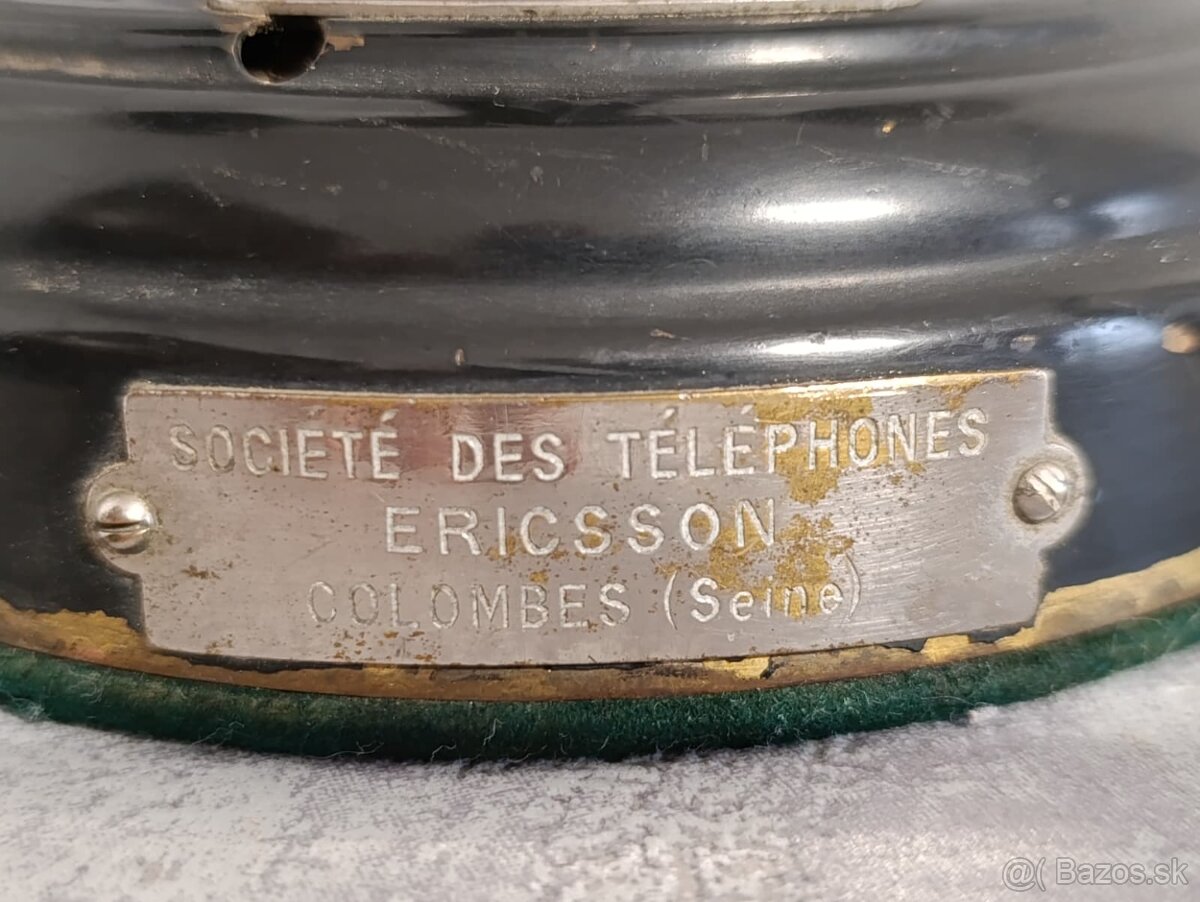 SOCIÉTÉ DES TÉLÉPHONES
ERICSSON
COLOMBES (Seine)
@( Bazos.sk